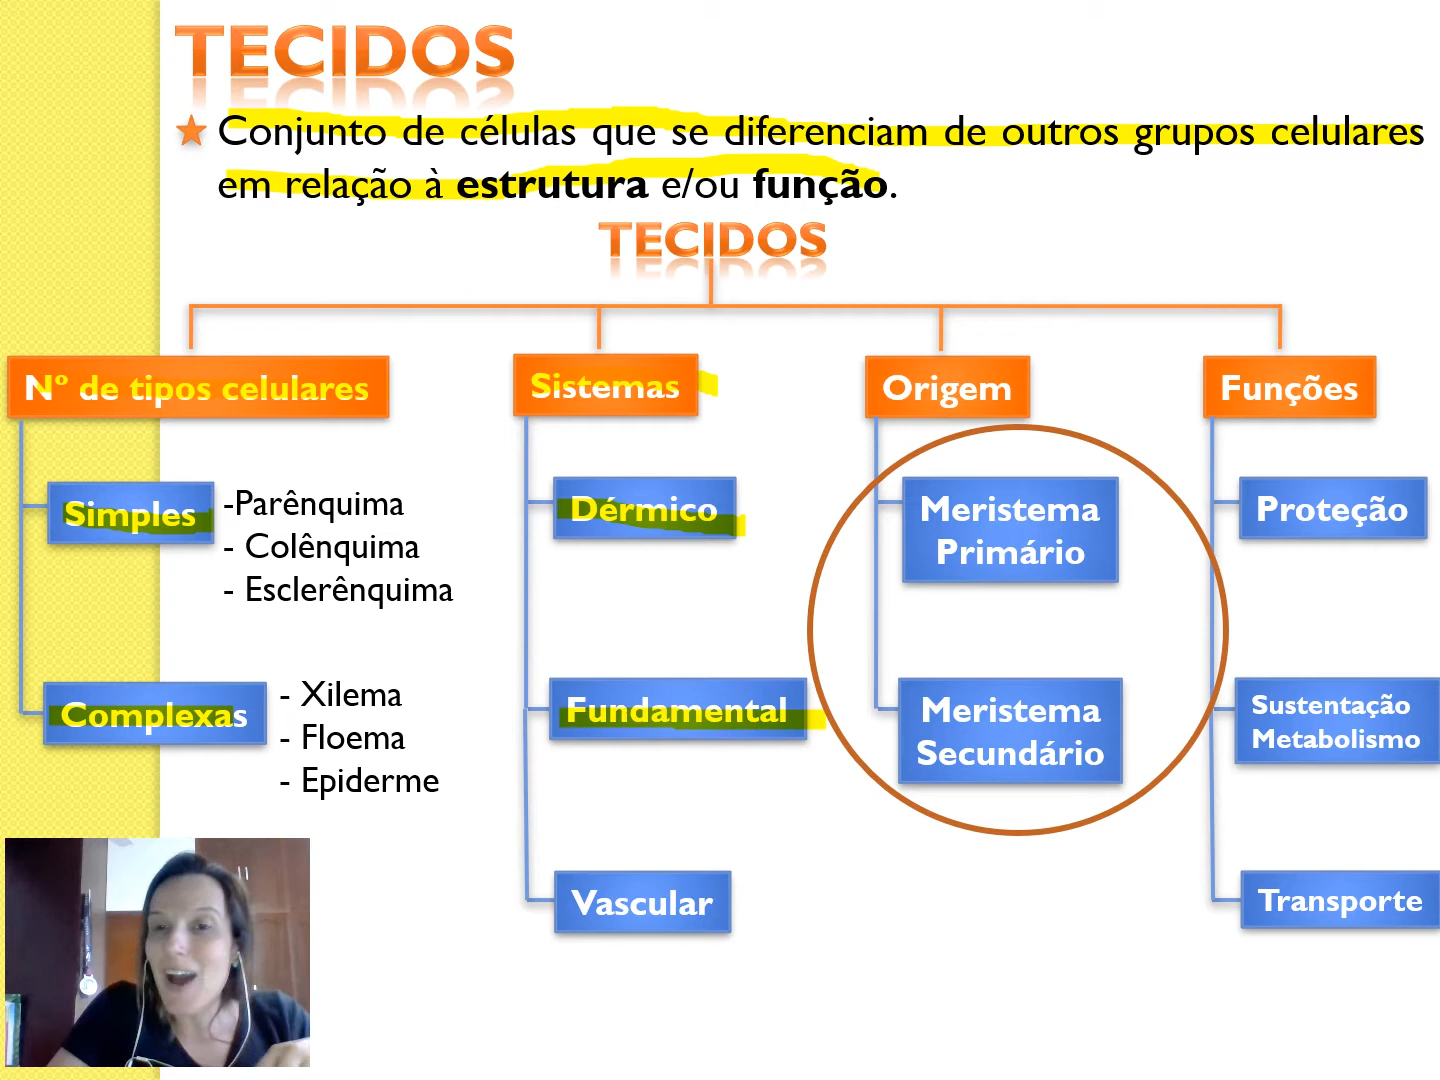 TECIDOS
Conjunto de células que se diferenciam de outros grupos celulares
em relação à estrutura e/ou função.
TECIDOS
Nº de tipos celulares
Simples
-Parênquima
- Colênquima
- Esclerênquima
Complexas
- Xilema
- Floema
- Epiderme
Sistemas
Dérmico
Fundamental
Vascular
Origem
Meristema
Primário
Meristema
Secundário
Funções
Proteção
Sustentação
Metabolismo
Transporte